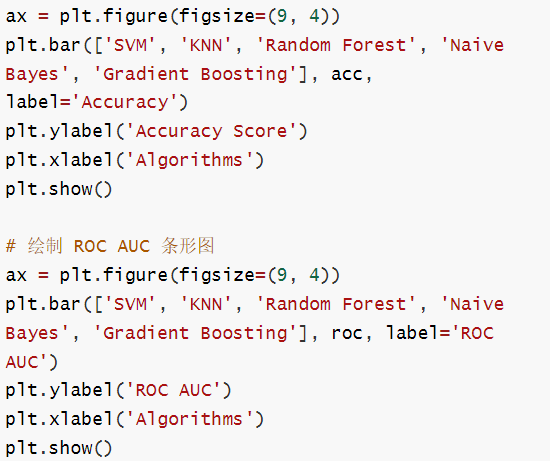 ax = plt.figure(figsize=(9, 4))
plt.bar(['SVM', 'KNN', 'Random Forest', 'Naive
Bayes', 'Gradient Boosting'], acc,
label='Accuracy')
plt.ylabel('Accuracy Score')
plt.xlabel('Algorithms')
plt.show()

# 绘制 ROC AUC 条形图
ax = plt.figure(figsize=(9, 4))
plt.bar(['SVM', 'KNN', 'Random Forest', 'Naive
Bayes', 'Gradient Boosting'], roc, label='ROC
AUC')
plt.ylabel('ROC AUC')
plt.xlabel('Algorithms')
plt.show()